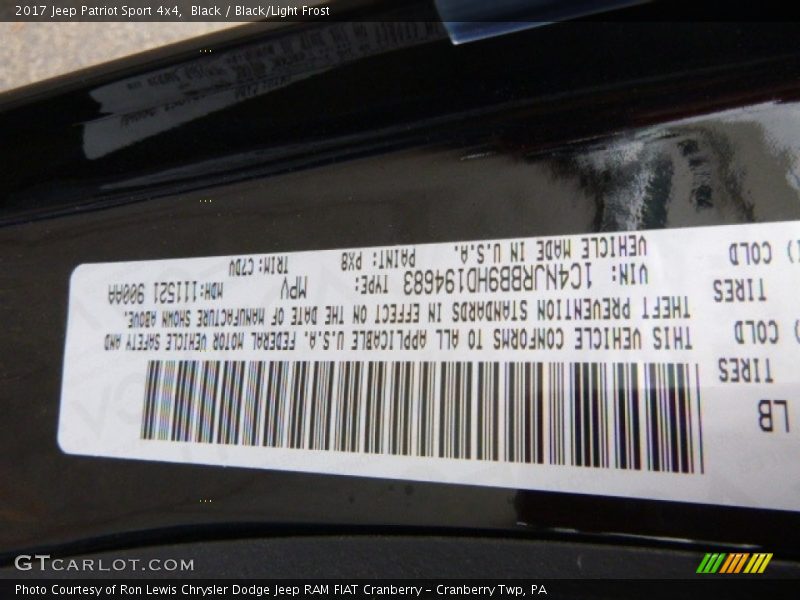 2017 Jeep Patriot Sport 4x4, Black / Black/Light Frost
LB
TIRES
COLD
TIRES
COLD
THIS VEHICLE CONFORMS TO ALL APPLICABLE U.S.A. FEDERAL MOTOR VEHICLE SAFETY AND
THEFT PREVENTION STANDARDS IN EFFECT ON THE DATE OF MANUFACTURE SHOWN ABOVE.
VIN: 1C4NJRBB9HD194683 TYPE: MPV MDH:111521 900AA
VEHICLE MADE IN U.S.A. PAINT: PX8 TRIM: C7DV
GTCARLOT.COM
Photo Courtesy of Ron Lewis Chrysler Dodge Jeep RAM FIAT Cranberry - Cranberry Twp, PA